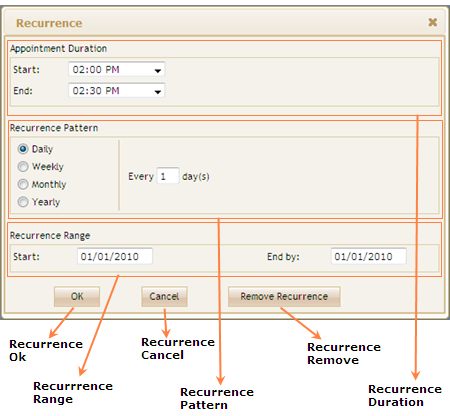 Recurrence
Appointment Duration
Start: 02:00 PM
End: 02:30 PM
Recurrence Pattern
Daily
Weekly
Monthly
Yearly
Every 1 day(s)
Recurrence Range
Start: 01/01/2010 End by: 01/01/2010
OK Cancel Remove Recurrence
Recurrence
Ok
Recurrrence
Range
Recurrence
Cancel
Recurrence
Pattern
Recurrence
Remove
Recurrence
Duration